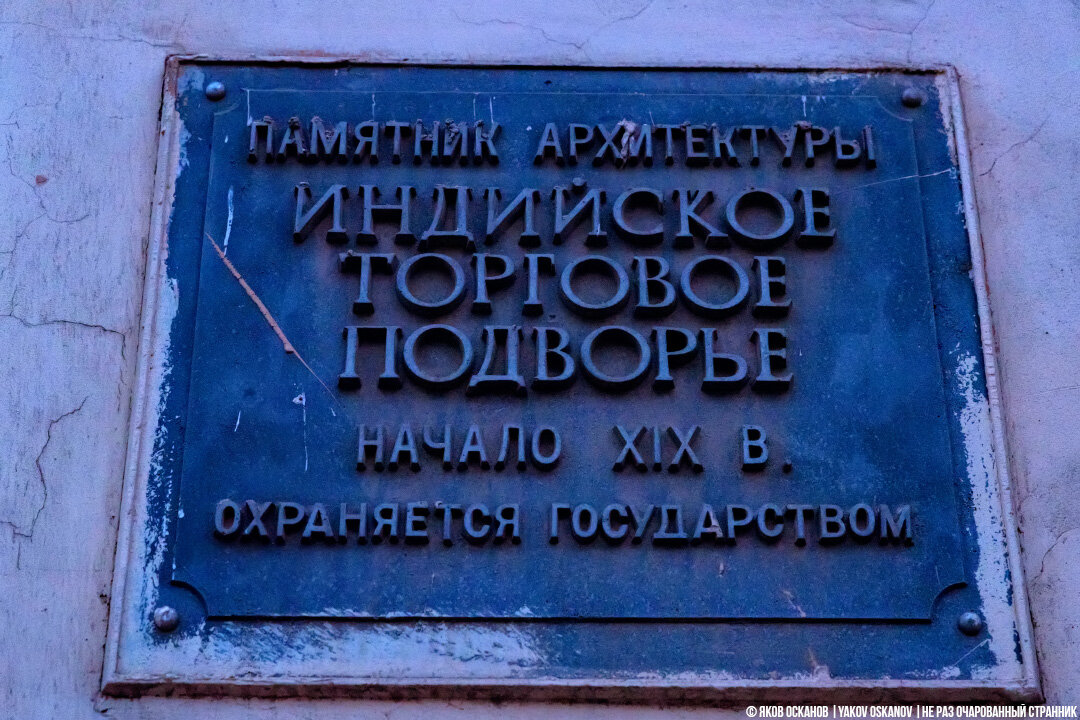 ПАМЯТНИК АРХИТЕКТУРЫ
ИНДИЙСКОЕ
ТОРГОВОЕ
ПОДВОРЬЕ
НАЧАЛО XIX В.
ОХРАНЯЕТСЯ ГОСУДАРСТВОМ
© ЯКОВ ОСКАНОВ | YAKOV OSKANOV | НЕ РАЗ ОЧАРОВАННЫЙ СТРАННИК